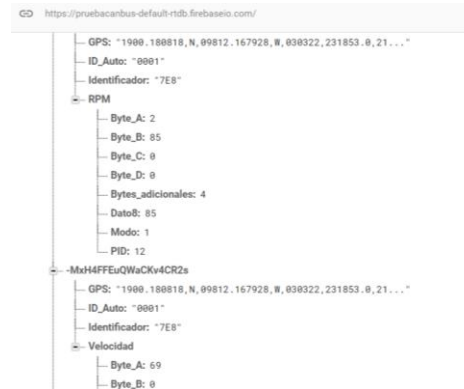 https://pruebacanbus-default-rtdb.firebaseio.com/
GPS: "1900.180818,N,09812.167928,W,030322,231853.0,21..."
ID_Auto: "0001"
Identificador: "7E8"
RPM
Byte_A: 2
Byte_B: 85
Byte_C: 0
Byte_D: 0
Bytes_adicionales: 4
Dato8: 85
Modo: 1
PID: 12
-MxH4FFEuQWaCKv4CR2s
GPS: "1900.180818,N,09812.167928,W,030322,231853.0,21..."
ID_Auto: "0001"
Identificador: "7E8"
Velocidad
Byte_A: 69
Byte_B: 0